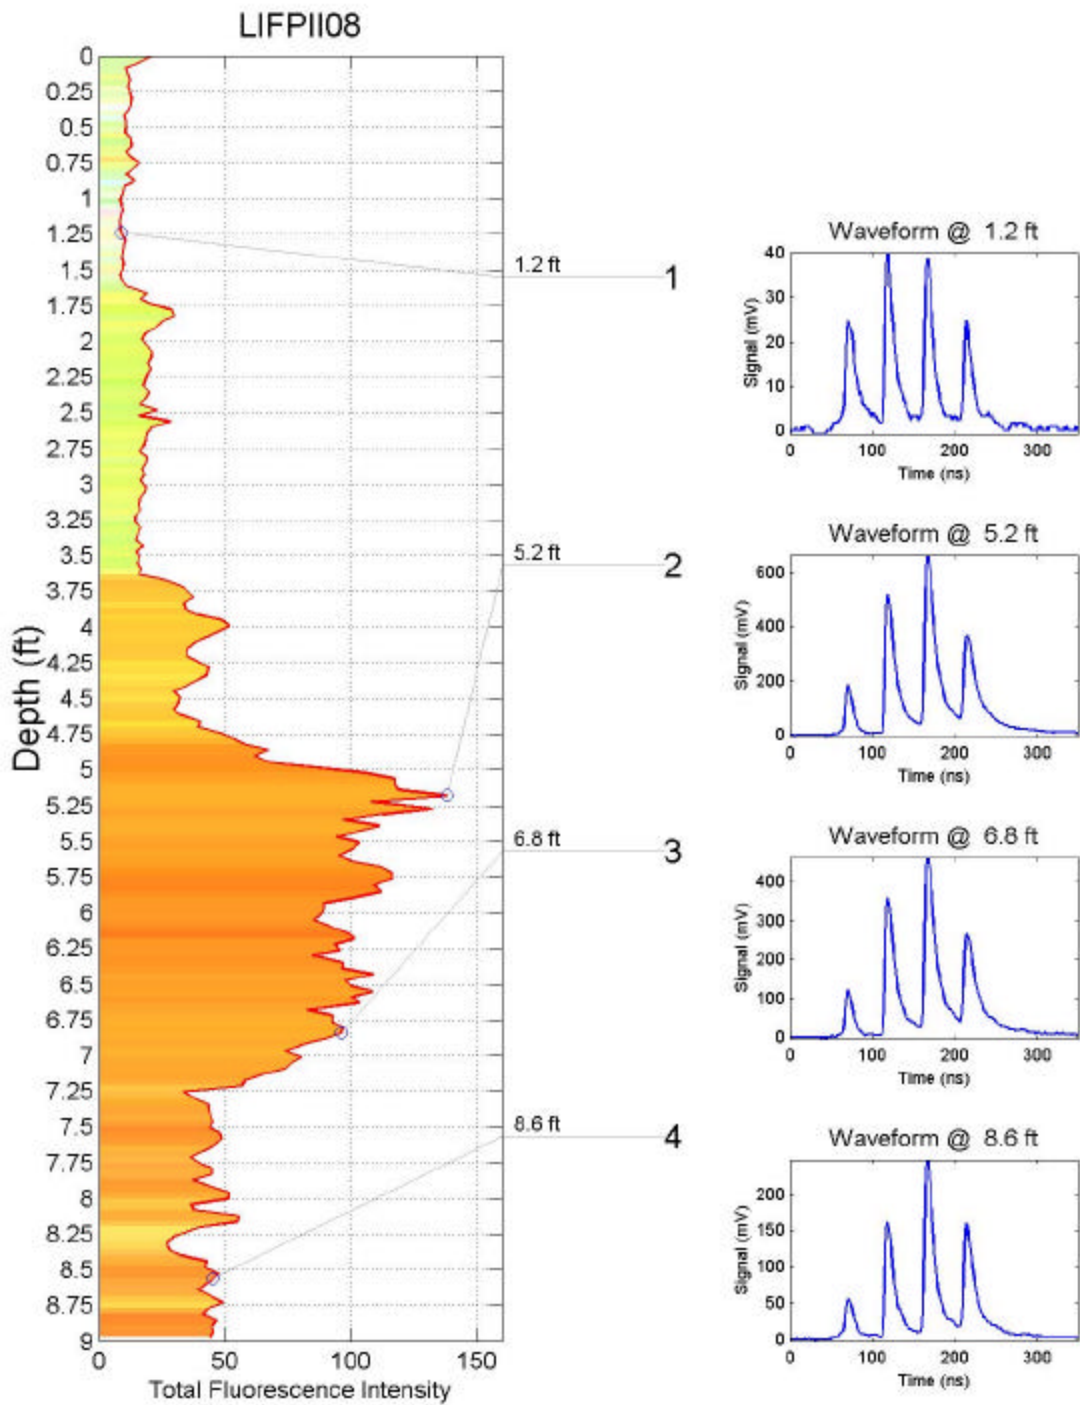 LIFPII08
0
0.25
0.5
0.75
1
1.25
1.5
1.75
2
2.25
2.5
2.75
3
3.25
3.5
3.75
4
4.25
4.5
4.75
5
5.25
5.5
5.75
6
6.25
6.5
6.75
7
7.25
7.5
7.75
8
8.25
8.5
8.75
9
Depth (ft)
0 50 100 150
Total Fluorescence Intensity
1.2 ft
1
5.2 ft
2
6.8 ft
3
8.6 ft
4
Waveform @ 1.2 ft
40
30
20
10
0
Signal (mV)
0 100 200 300
Time (ns)
Waveform @ 5.2 ft
600
400
200
0
Signal (mV)
0 100 200 300
Time (ns)
Waveform @ 6.8 ft
400
300
200
100
0
Signal (mV)
0 100 200 300
Time (ns)
Waveform @ 8.6 ft
200
150
100
50
0
Signal (mV)
0 100 200 300
Time (ns)